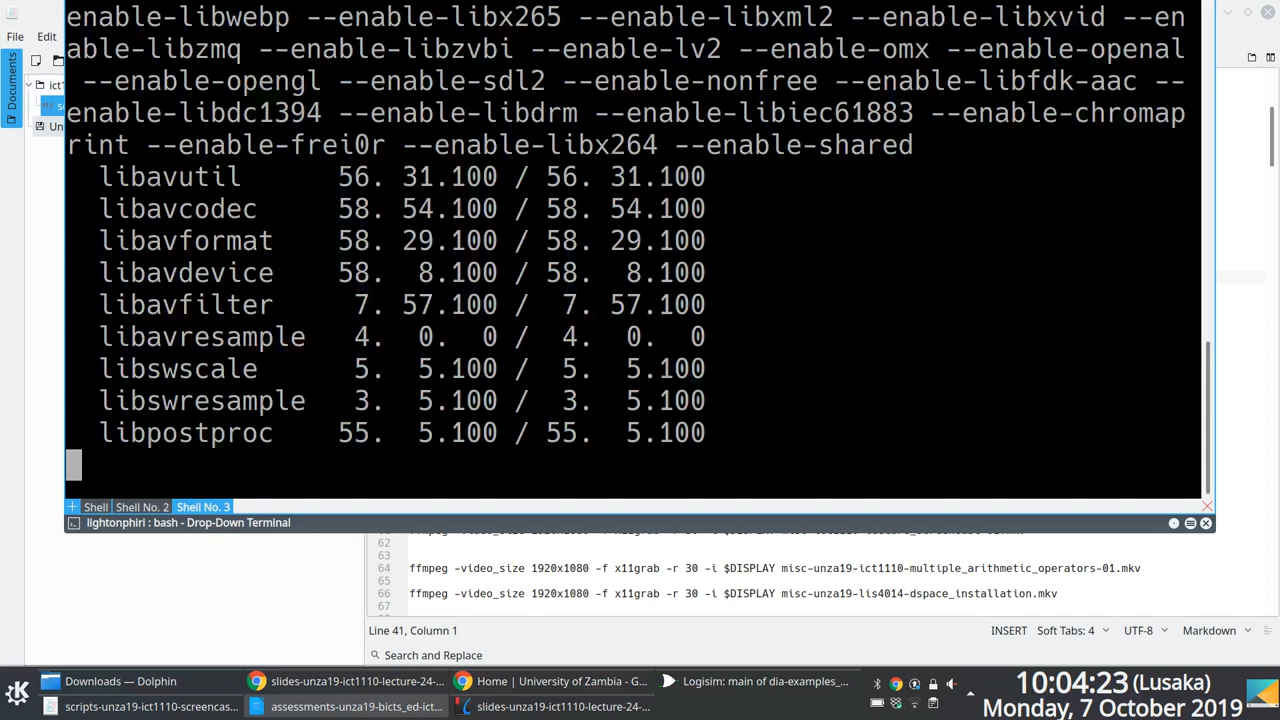 enable-libwebp --enable-libx265 --enable-libxml2 --enable-libxvid --en
able-libzmq --enable-libzvbi --enable-lv2 --enable-omx --enable-openal
--enable-opengl --enable-sdl2 --enable-nonfree --enable-libfdk-aac --
enable-libdc1394 --enable-libdrm --enable-libiec61883 --enable-chromap
rint --enable-frei0r --enable-libx264 --enable-shared
libavutil 56. 31.100 / 56. 31.100
libavcodec 58. 54.100 / 58. 54.100
libavformat 58. 29.100 / 58. 29.100
libavdevice 58. 8.100 / 58. 8.100
libavfilter 7. 57.100 / 7. 57.100
libavresample 4. 0. 0 / 4. 0. 0
libswscale 5. 5.100 / 5. 5.100
libswresample 3. 5.100 / 3. 5.100
libpostproc 55. 5.100 / 55. 5.100
File Edit
Documents
ict1
Un
Shell Shell No. 2 Shell No. 3
lightonphiri : bash - Drop-Down Terminal
62
63
64 ffmpeg -video_size 1920x1080 -f x11grab -r 30 -i $DISPLAY misc-unza19-ict1110-multiple_arithmetic_operators-01.mkv
65
66 ffmpeg -video_size 1920x1080 -f x11grab -r 30 -i $DISPLAY misc-unza19-lis4014-dspace_installation.mkv
67
Line 41, Column 1 INSERT Soft Tabs: 4 UTF-8 Markdown
Search and Replace
Downloads — Dolphin
slides-unza19-ict1110-lecture-24-...
Home | University of Zambia - G...
Logisim: main of dia-examples_...
scripts-unza19-ict1110-screencas...
assessments-unza19-bicts_ed-ict...
slides-unza19-ict1110-lecture-24-...
10:04:23 (Lusaka)
Monday, 7 October 2019